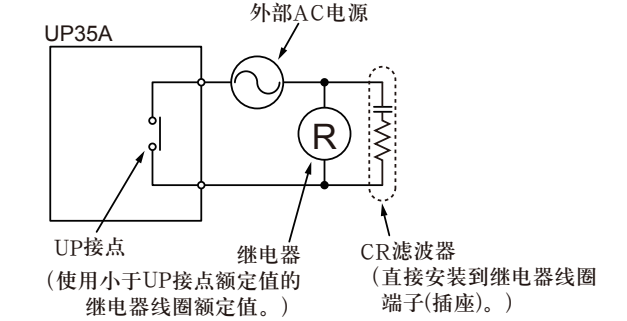 外部AC电源
UP35A
R
UP接点
(使用小于UP接点额定值的
继电器线圈额定值。)
继电器
CR滤波器
(直接安装到继电器线圈
端子(插座)。)